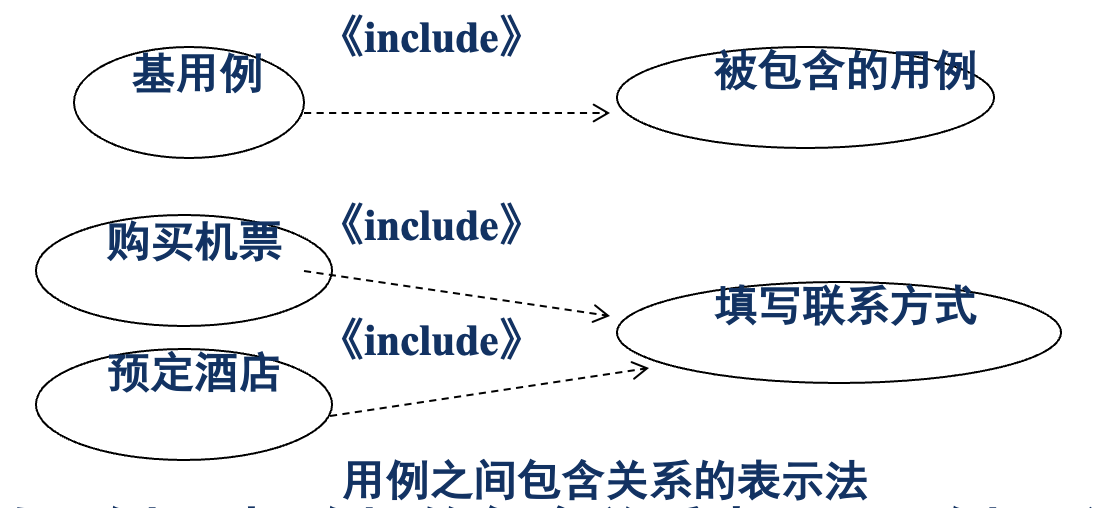 《include》
基用例
被包含的用例
《include》
购买机票
填写联系方式
《include》
预定酒店
用例之间包含关系的表示法